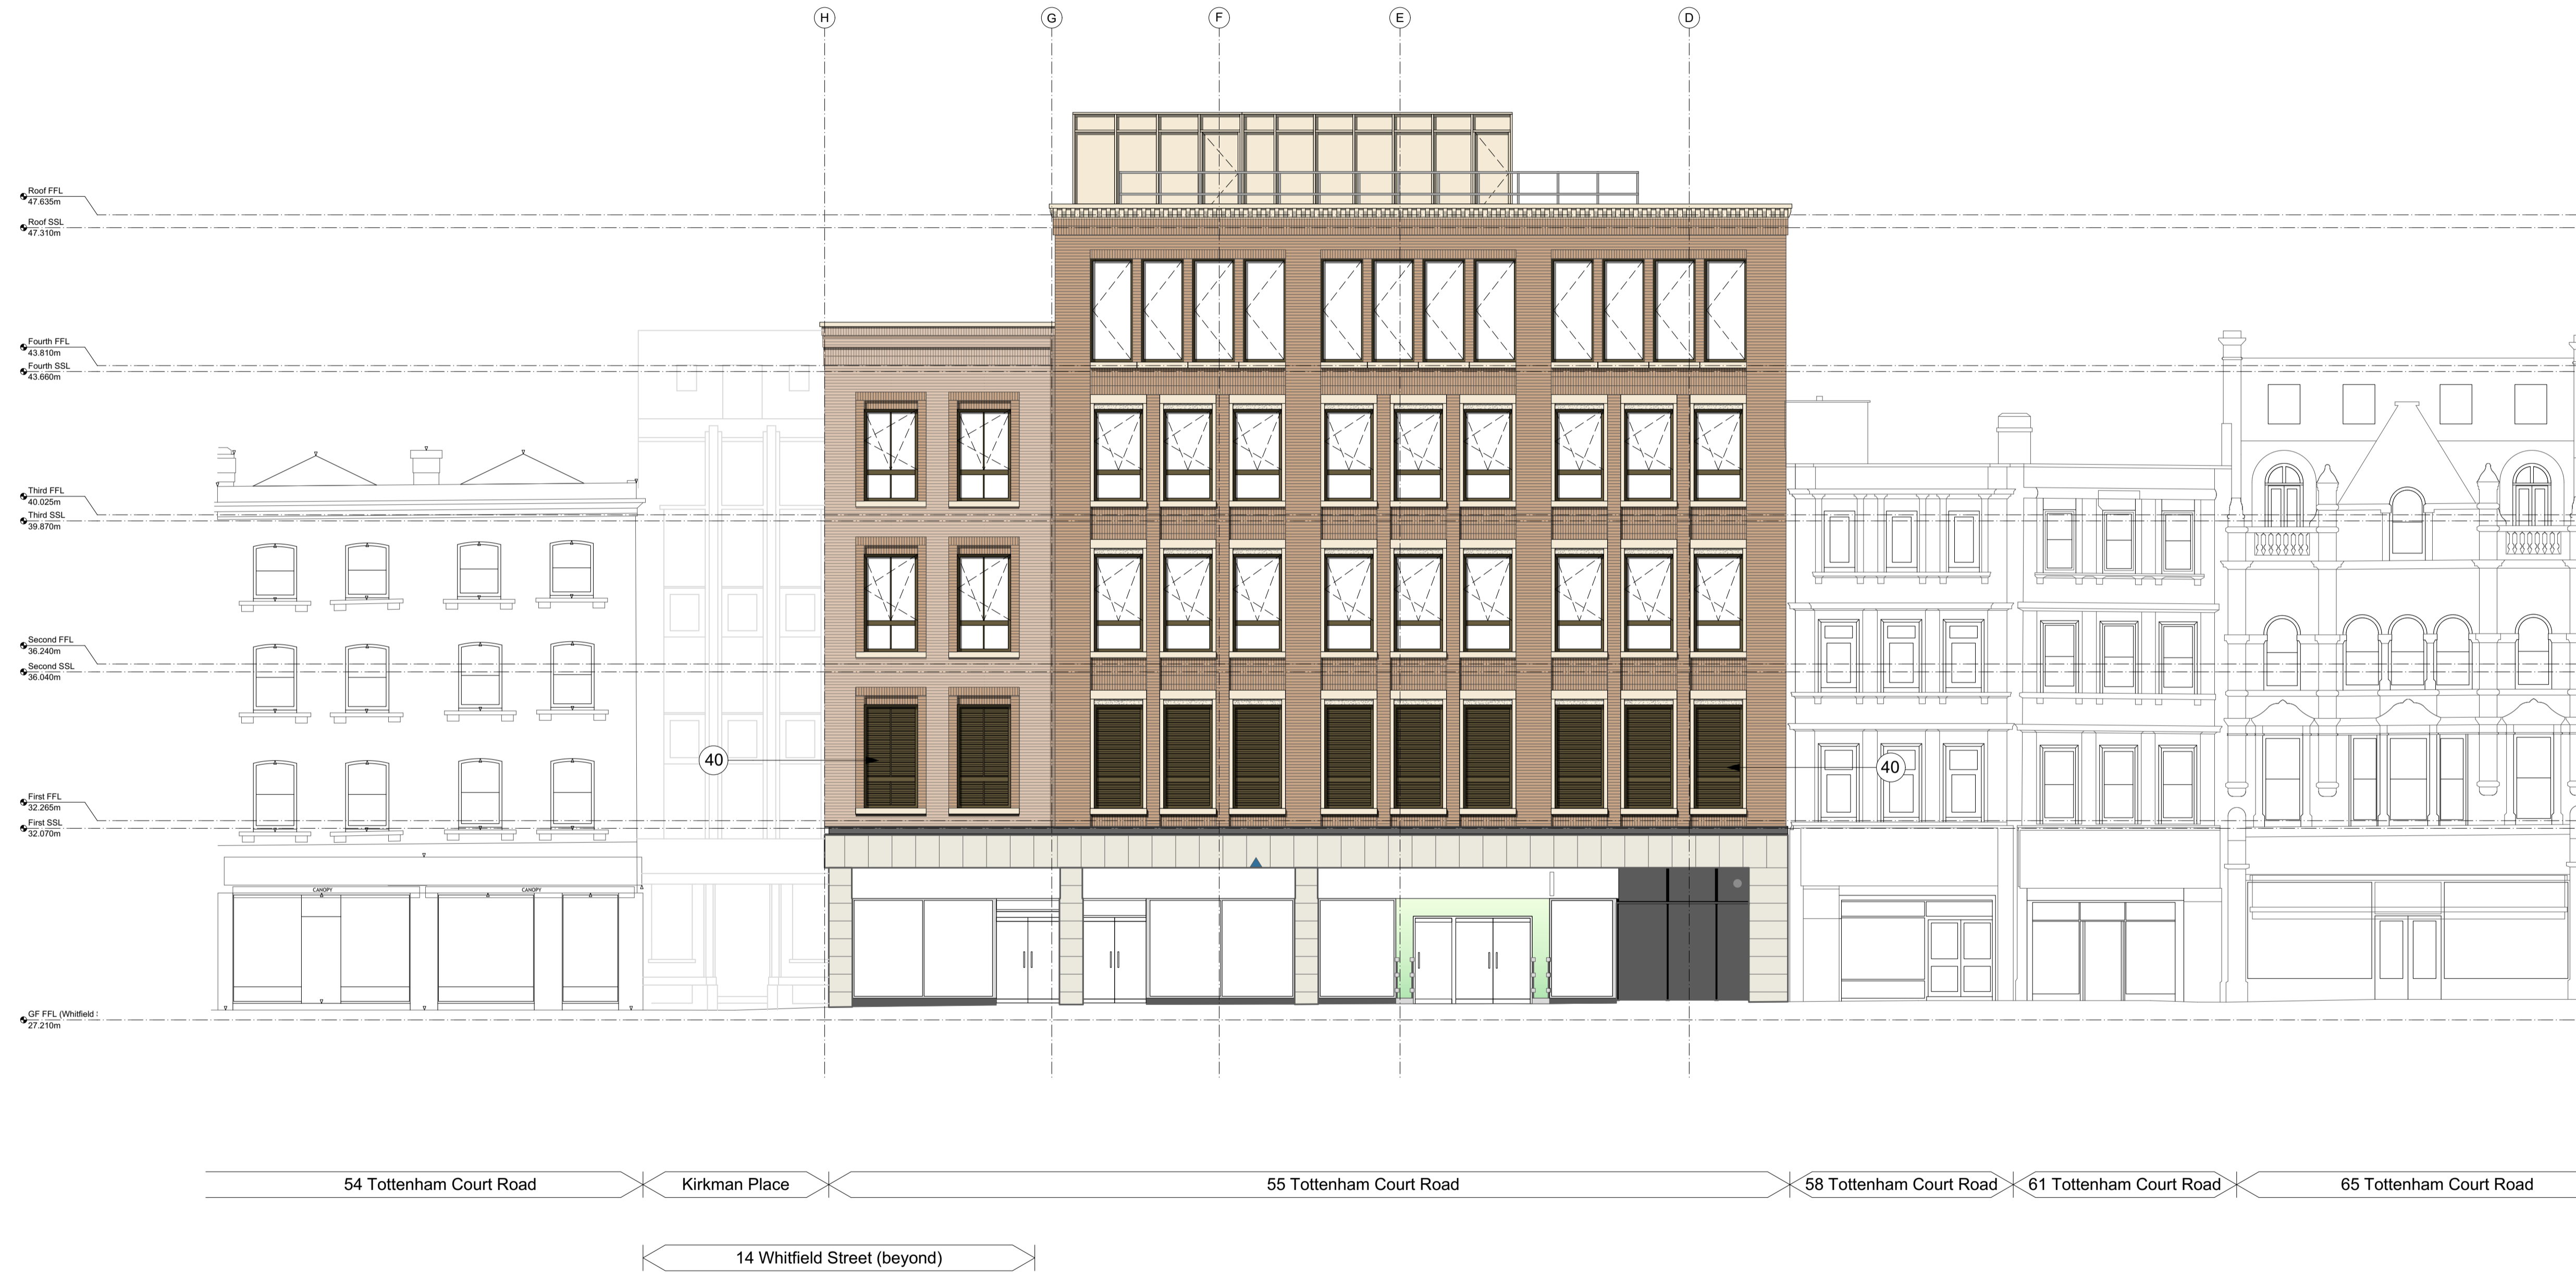 H
G
F
E
D
Roof FFL
47.635m
Roof SSL
47.310m
Fourth FFL
43.810m
Fourth SSL
43.660m
Third FFL
40.025m
Third SSL
39.870m
Second FFL
36.240m
Second SSL
36.040m
40
40
First FFL
32.265m
First SSL
32.070m
CANOPY
CANOPY
GF FFL (Whitfield :
27.210m
54 Tottenham Court Road
Kirkman Place
55 Tottenham Court Road
58 Tottenham Court Road
61 Tottenham Court Road
65 Tottenham Court Road
14 Whitfield Street (beyond)